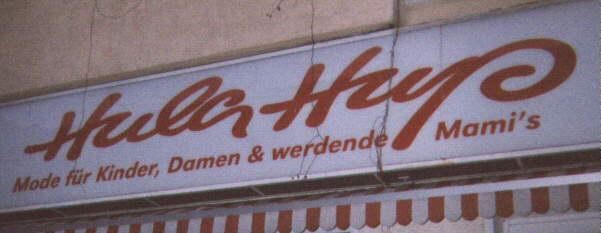 Hula Hup
Mode für Kinder, Damen & werdende Mami's